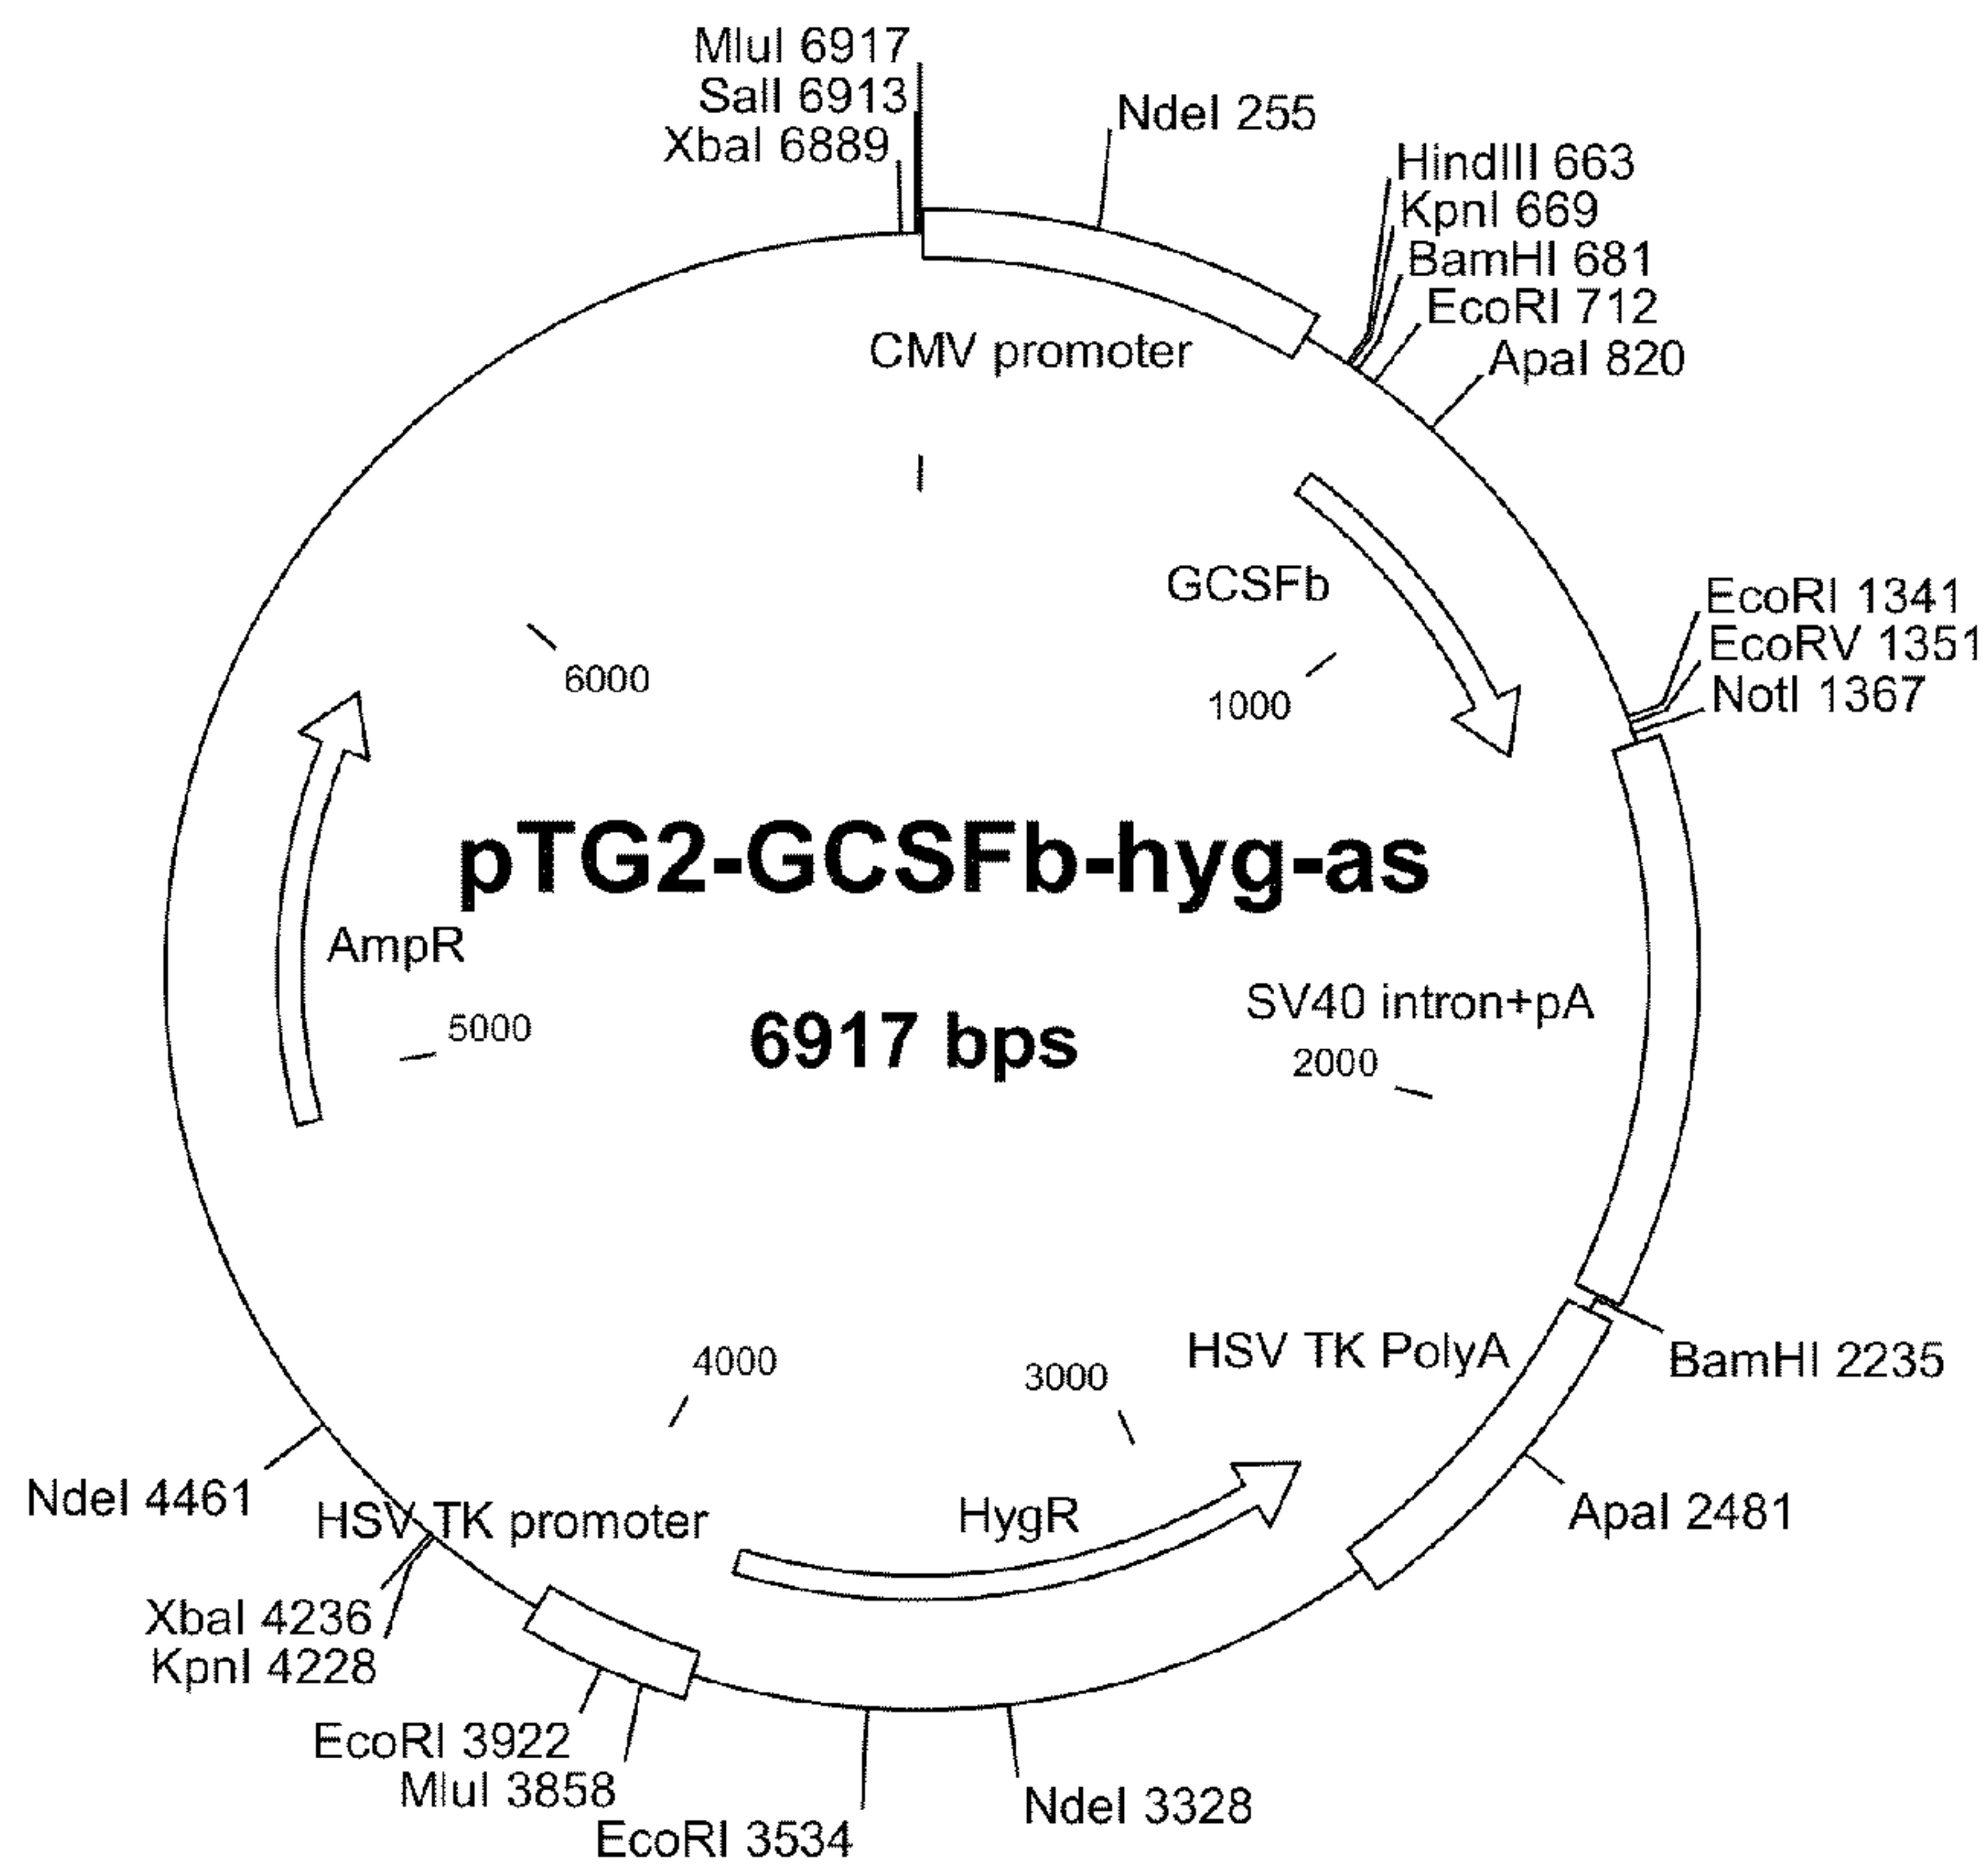 MluI 6917
SalI 6913
XbaI 6889
NdeI 255
HindIII 663
KpnI 669
BamHI 681
EcoRI 712
ApaI 820
CMV promoter
GCSFb
EcoRI 1341
EcoRV 1351
NotI 1367
6000
1000
pTG2-GCSFb-hyg-as
AmpR
6917 bps
SV40 intron+pA
5000
2000
HSV TK PolyA
BamHI 2235
4000
3000
NdeI 4461
HSV TK promoter
HygR
ApaI 2481
XbaI 4236
KpnI 4228
EcoRI 3922
MluI 3858
EcoRI 3534
NdeI 3328